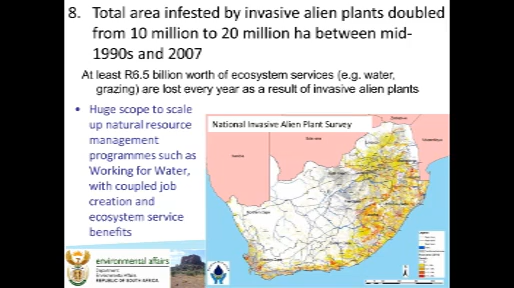 8. Total area infested by invasive alien plants doubled
from 10 million to 20 million ha between mid-
1990s and 2007
At least R6.5 billion worth of ecosystem services (e.g. water,
grazing) are lost every year as a result of invasive alien plants
• Huge scope to scale
up natural resource
management
programmes such as
Working for Water,
with coupled job
creation and
ecosystem service
benefits
National Invasive Alien Plant Survey
environmental affairs
Department:
Environmental Affairs
REPUBLIC OF SOUTH AFRICA